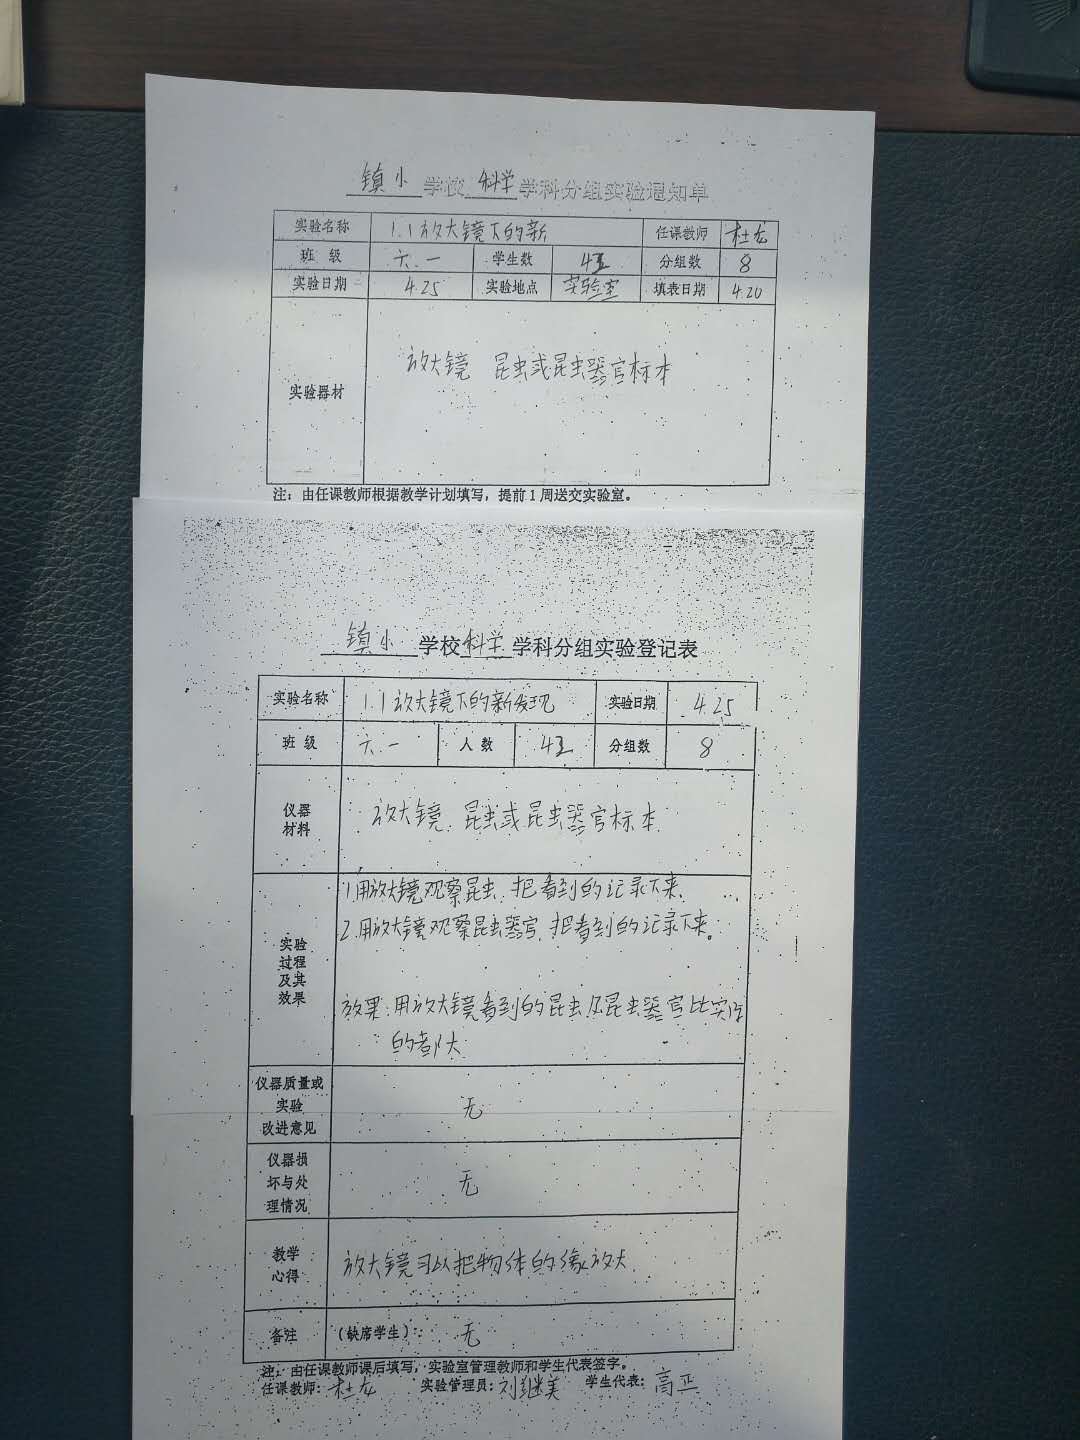 镇小学校科学学科分组实验通知单
实验名称 1.1放大镜下的新 任课教师 杜龙
班 级 六.一 学生数 45 分组数 8
实验日期 4.25 实验地点 实验室 填表日期 4.20
实验器材 放大镜 昆虫或昆虫器官标本
注：由任课教师根据教学计划填写，提前1周送交实验室。
镇小学校科学学科分组实验登记表
实验名称 1.1放大镜下的新发现 实验日期 4.25
班 级 六.一 人 数 45 分组数 8
仪器
材料
放大镜、昆虫或昆虫器官标本
实验
过程
及其
效果
1.用放大镜观察昆虫，把看到的记录下来。
2.用放大镜观察昆虫器官，把看到的记录下来。
效果：用放大镜看到的昆虫及昆虫器官比实际
的都大
仪器质量或
实验
改进意见
无
仪器损
坏与处
理情况
无
教学
心得
放大镜可以把物体的像放大
备注 （缺席学生）： 无
注：由任课教师课后填写，实验室管理教师和学生代表签字。
任课教师：杜龙 实验管理员：刘继美 学生代表：高正